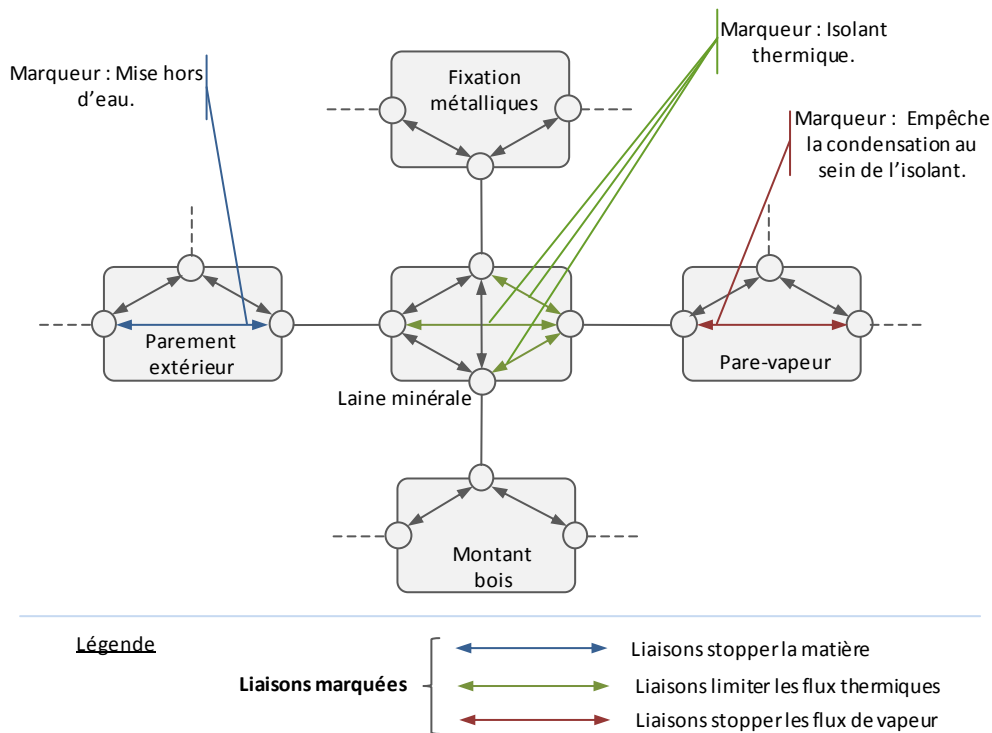 Marqueur : Mise hors
d'eau.
Fixation
métalliques
Marqueur : Isolant
thermique.
Marqueur :  Empêche
la condensation au
sein de l'isolant.
Parement
extérieur
Laine minérale
Pare-vapeur
Montant
bois
Légende
Liaisons marquées
Liaisons stopper la matière
Liaisons limiter les flux thermiques
Liaisons stopper les flux de vapeur